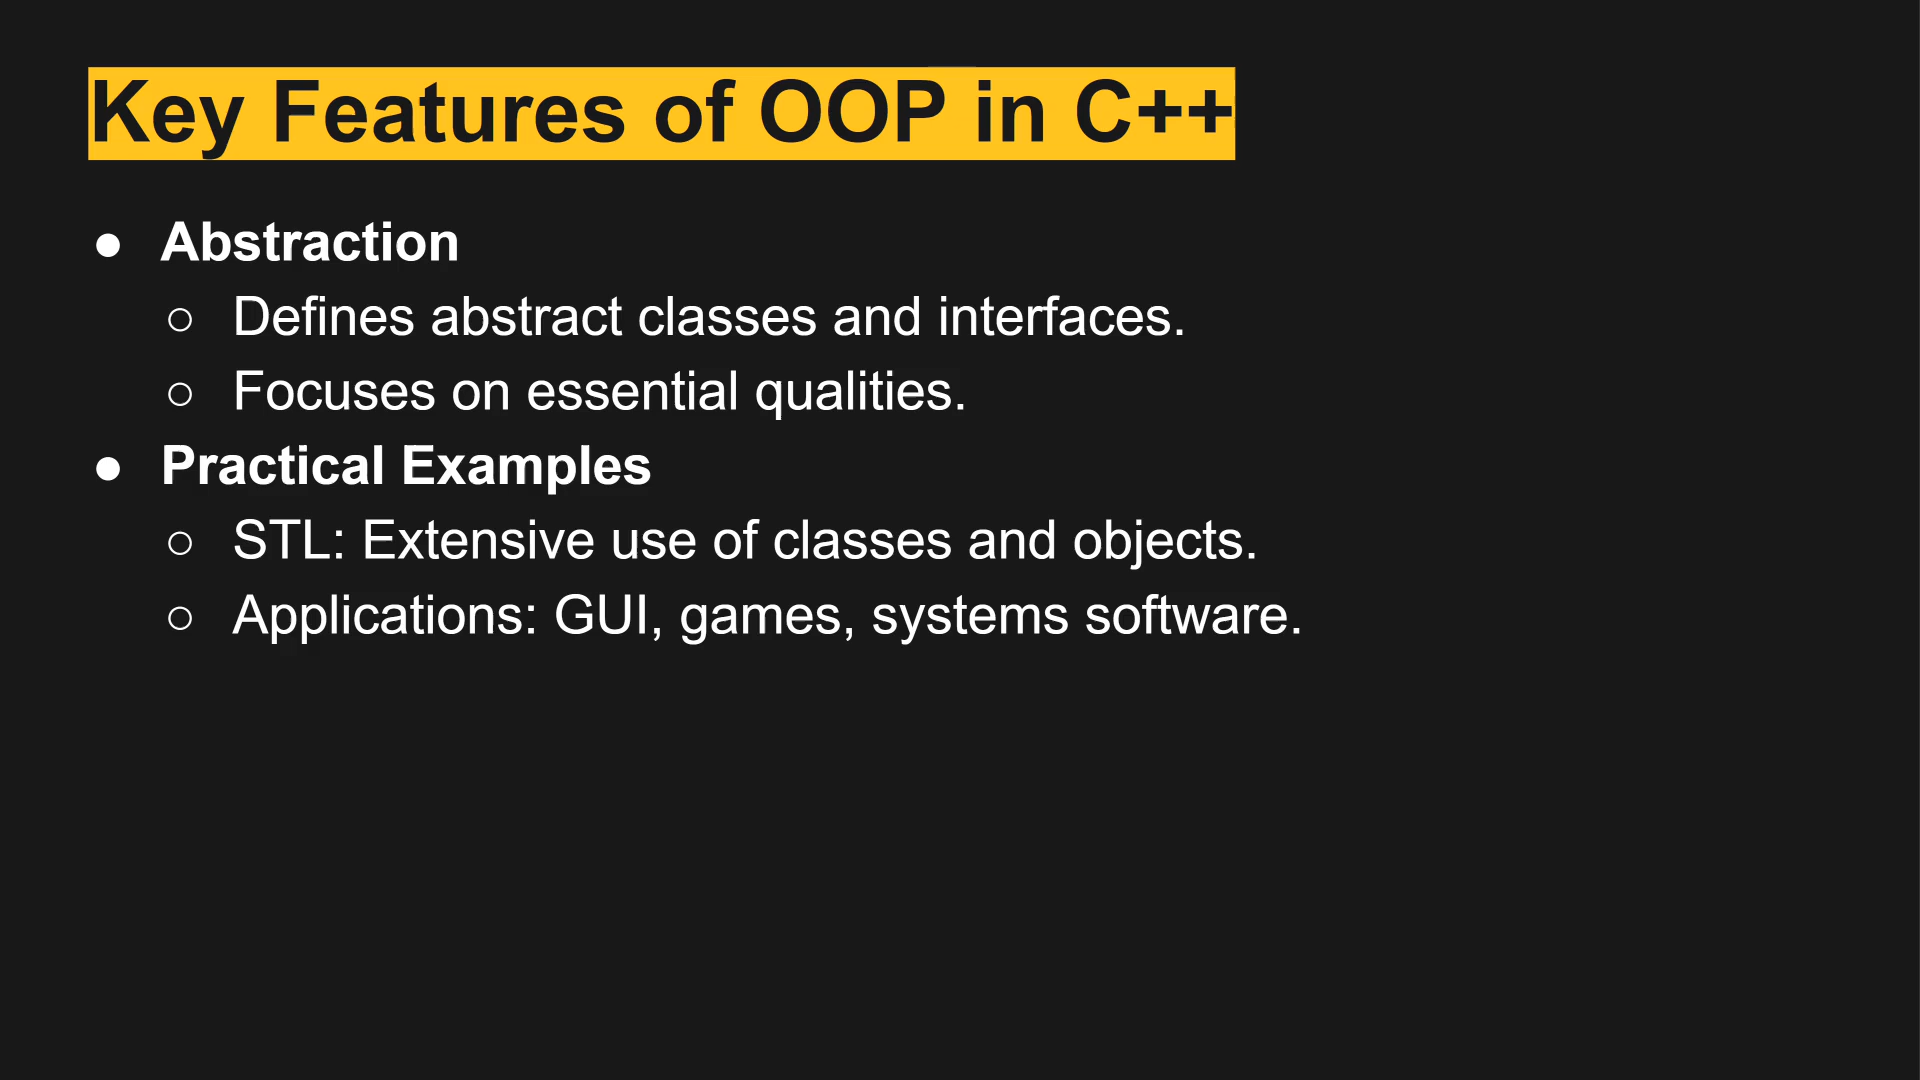 Key Features of OOP in C++
● Abstraction
○ Defines abstract classes and interfaces.
○ Focuses on essential qualities.
● Practical Examples
○ STL: Extensive use of classes and objects.
○ Applications: GUI, games, systems software.